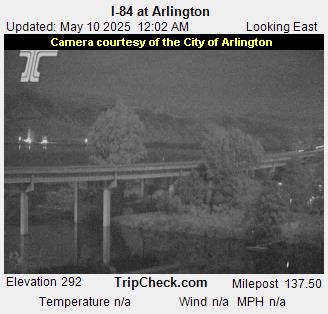 I-84 at Arlington
Updated: May 10 2025 12:02 AM Looking East
Camera courtesy of the City of Arlington
Elevation 292 TripCheck.com Milepost 137.50
Temperature n/a Wind n/a MPH n/a